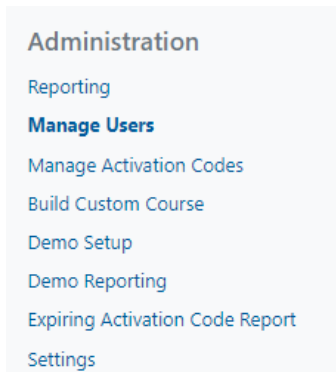 Administration
Reporting
Manage Users
Manage Activation Codes
Build Custom Course
Demo Setup
Demo Reporting
Expiring Activation Code Report
Settings